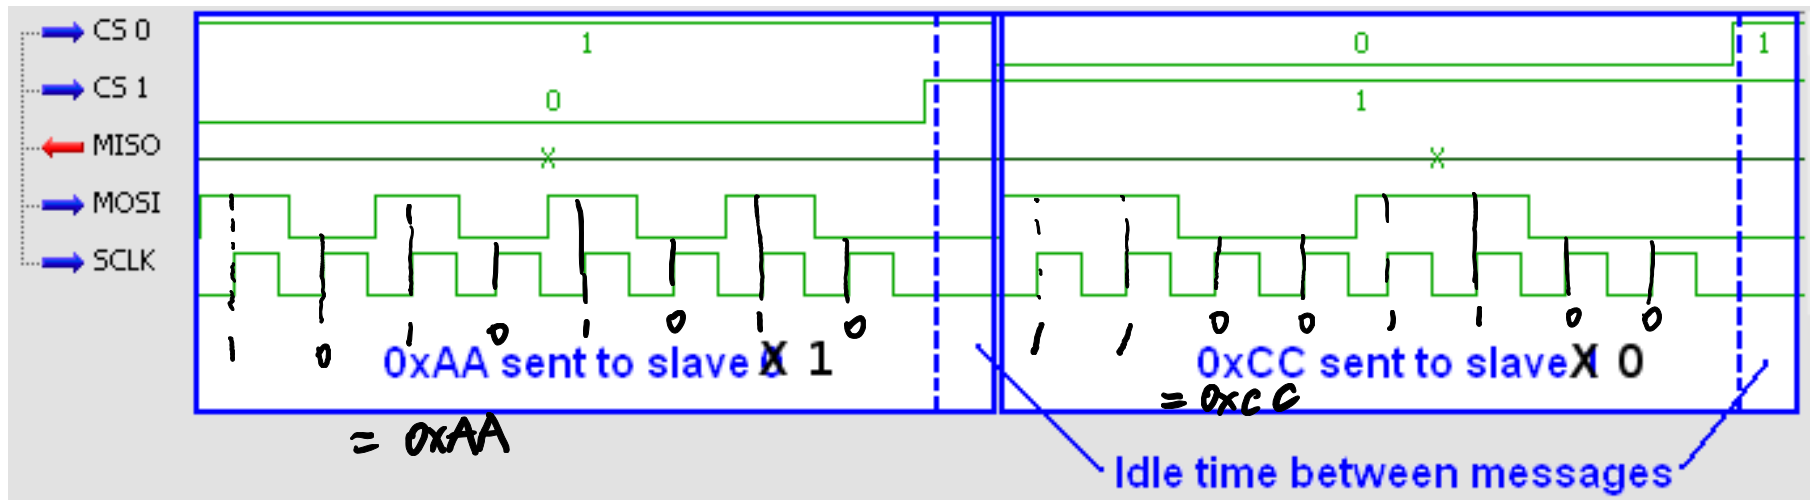 CS 0
1
0
1
CS 1
0
1
MISO
X
X
MOSI
SCLK
1 0 1 0 1 0 1 0
1 1 0 0 1 1 0 0
0xAA sent to slave X 1
0xCC sent to slave X 0
= 0xAA
= 0xCC
Idle time between messages